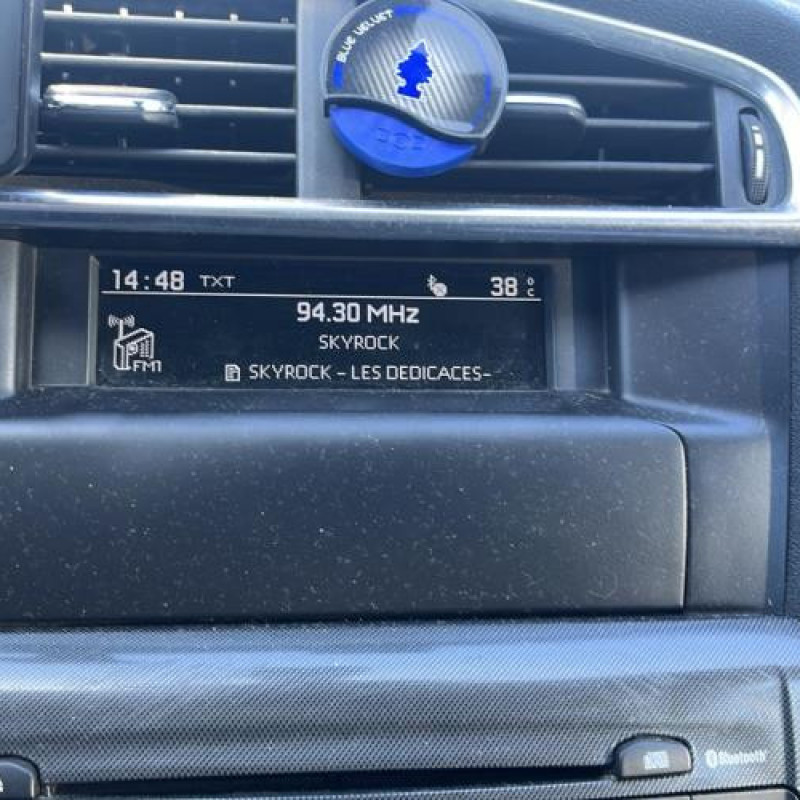 BLUE VELVET
14:48 TXT 38 °C
94.30 MHz
SKYROCK
FM1
SKYROCK - LES DEDICACES-
Bluetooth